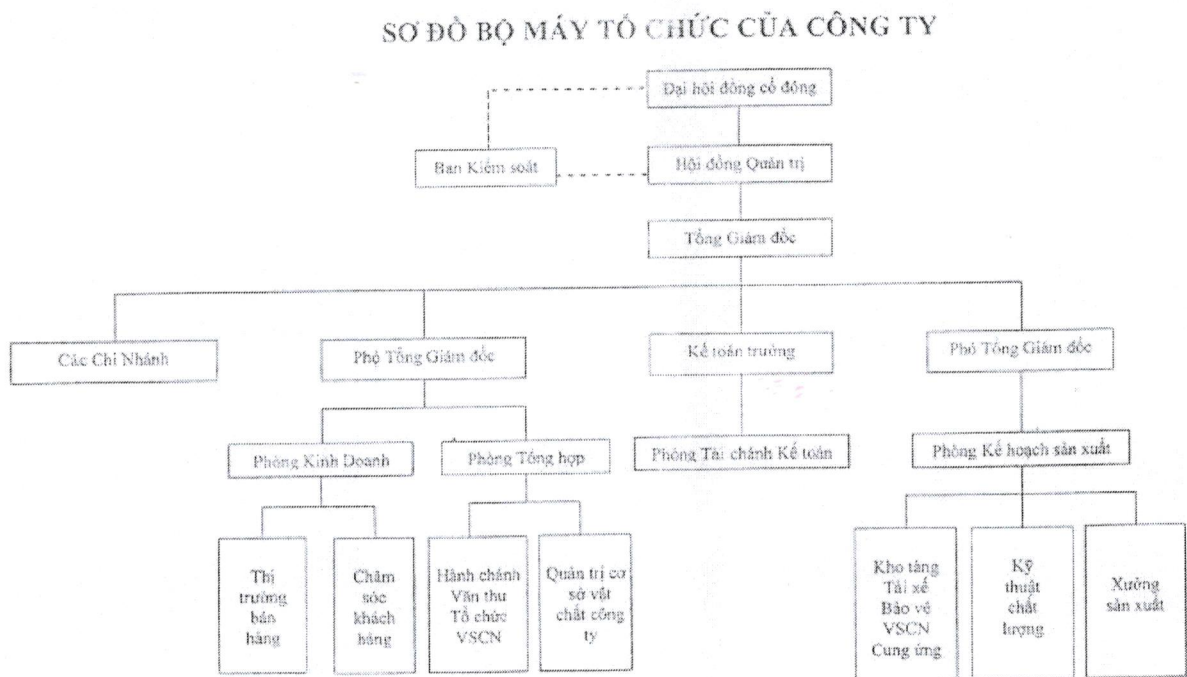 SƠ ĐỒ BỘ MÁY TỔ CHỨC CỦA CÔNG TY
Đại hội đồng cổ đông
Ban Kiểm soát
Hội đồng Quản trị
Tổng Giám đốc
Các Chi Nhánh
Phó Tổng Giám đốc
Kế toán trưởng
Phó Tổng Giám đốc
Phòng Kinh Doanh
Phòng Tổng hợp
Phòng Tài chánh Kế toán
Phòng Kế hoạch sản xuất
Thị
trường
bán
hàng
Chăm
sóc
khách
hàng
Hành chánh
Văn thư
Tổ chức
VSCN
Quản trị cơ
sở vật
chất công
ty
Kho tàng
Tài xế
Bảo vệ
VSCN
Cung ứng
Kỹ
thuật
chất
lượng
Xưởng
sản xuất